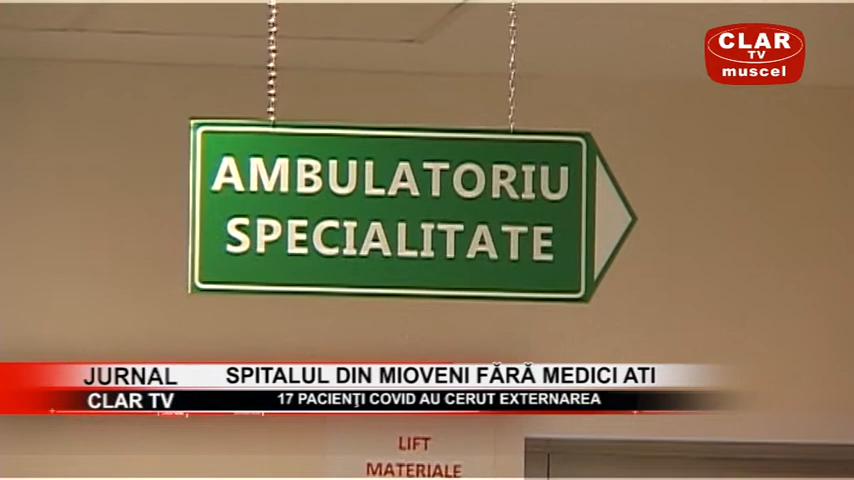 CLAR
TV
muscel
AMBULATORIU
SPECIALITATE
JURNAL
SPITALUL DIN MIOVENI FĂRĂ MEDICI ATI
CLAR TV
17 PACIENŢI COVID AU CERUT EXTERNAREA
LIFT
MATERIALE